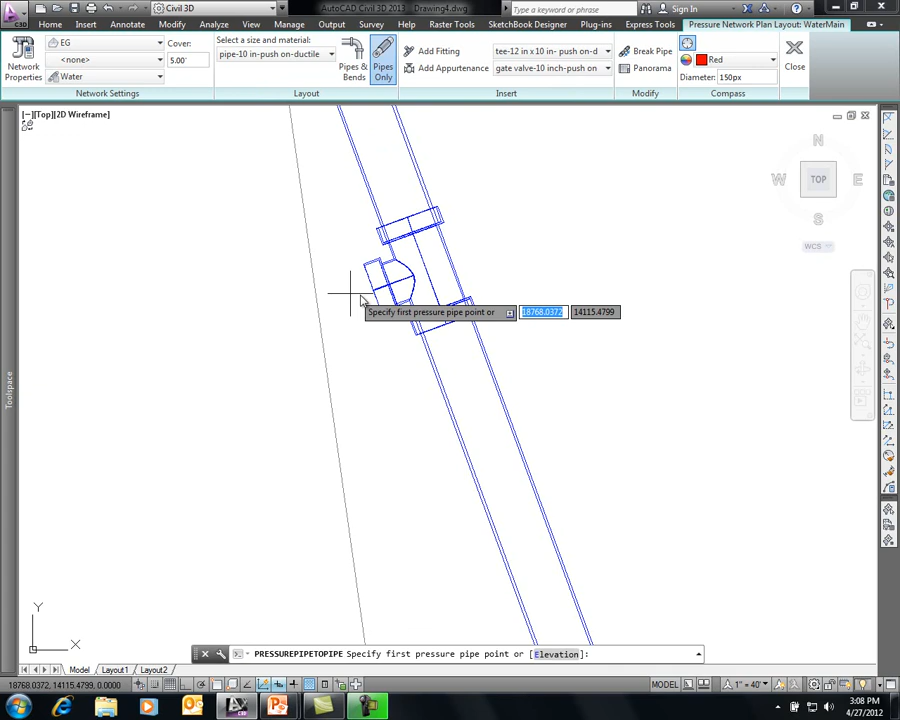 Civil 3D
AutoCAD Civil 3D 2013 - Drawing4.dwg
Type a keyword or phrase
Sign In
Home Insert Annotate Modify Analyze View Manage Output Survey Raster Tools SketchBook Designer Plug-ins Express Tools Pressure Network Plan Layout: WaterMain
C3D
Network Properties
EG
<none>
Water
Cover:
5.00'
Network Settings
Select a size and material:
pipe-10 in-push on-ductile
Pipes & Bends
Pipes Only
Layout
Add Fitting
tee-12 in x10 in- push on-d
Add Appurtenance
gate valve-10 inch-push on
Insert
Break Pipe
Panorama
Modify
Red
Diameter: 150px
Compass
Close
[−][Top][2D Wireframe]
N
W TOP E
S
WCS
Specify first pressure pipe point or 18768.0372 14115.4799
Toolspace
Y
X
PRESSUREPIPETOPIPE Specify first pressure pipe point or [Elevation]:
Model Layout1 Layout2
18768.0372, 14115.4799, 0.0000
MODEL
1" = 40'
3:08 PM
4/27/2012